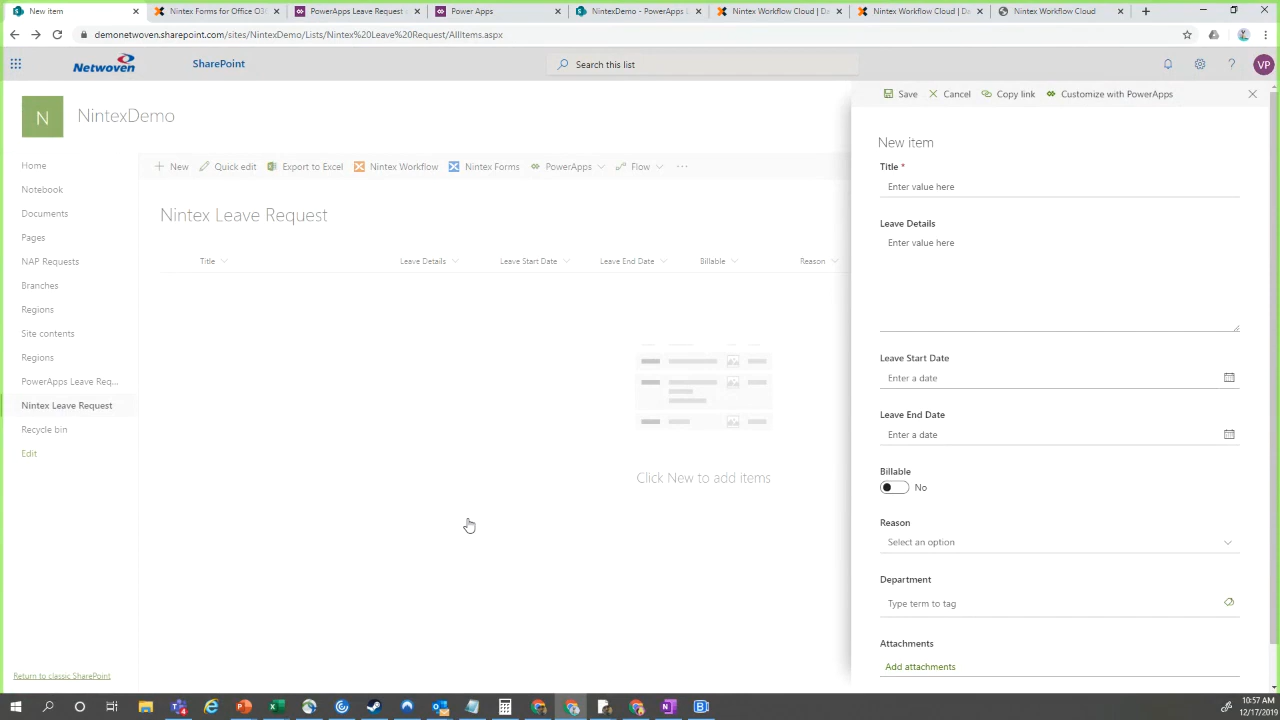 New item
Nintex Forms for Office O3
PowerApps Leave Request
Power Apps
NintexDemo - PowerApps L
Nintex Workflow Cloud | Da
Nintex Workflow Cloud | Da
Nintex Workflow Cloud
demonetwoven.sharepoint.com/sites/NintexDemo/Lists/Nintex%20Leave%20Request/AllItems.aspx
Netwoven
SharePoint
Search this list
VP
Save
Cancel
Copy link
Customize with PowerApps
N
NintexDemo
Home
Notebook
Documents
Pages
NAP Requests
Branches
Regions
Site contents
Regions
PowerApps Leave Req...
Nintex Leave Request
Recycle bin
Edit
Return to classic SharePoint
New
Quick edit
Export to Excel
Nintex Workflow
Nintex Forms
PowerApps
Flow
Nintex Leave Request
Title
Leave Details
Leave Start Date
Leave End Date
Billable
Reason
Click New to add items
New item
Title *
Enter value here
Leave Details
Enter value here
Leave Start Date
Enter a date
Leave End Date
Enter a date
Billable
No
Reason
Select an option
Department
Type term to tag
Attachments
Add attachments
10:57 AM
12/17/2019